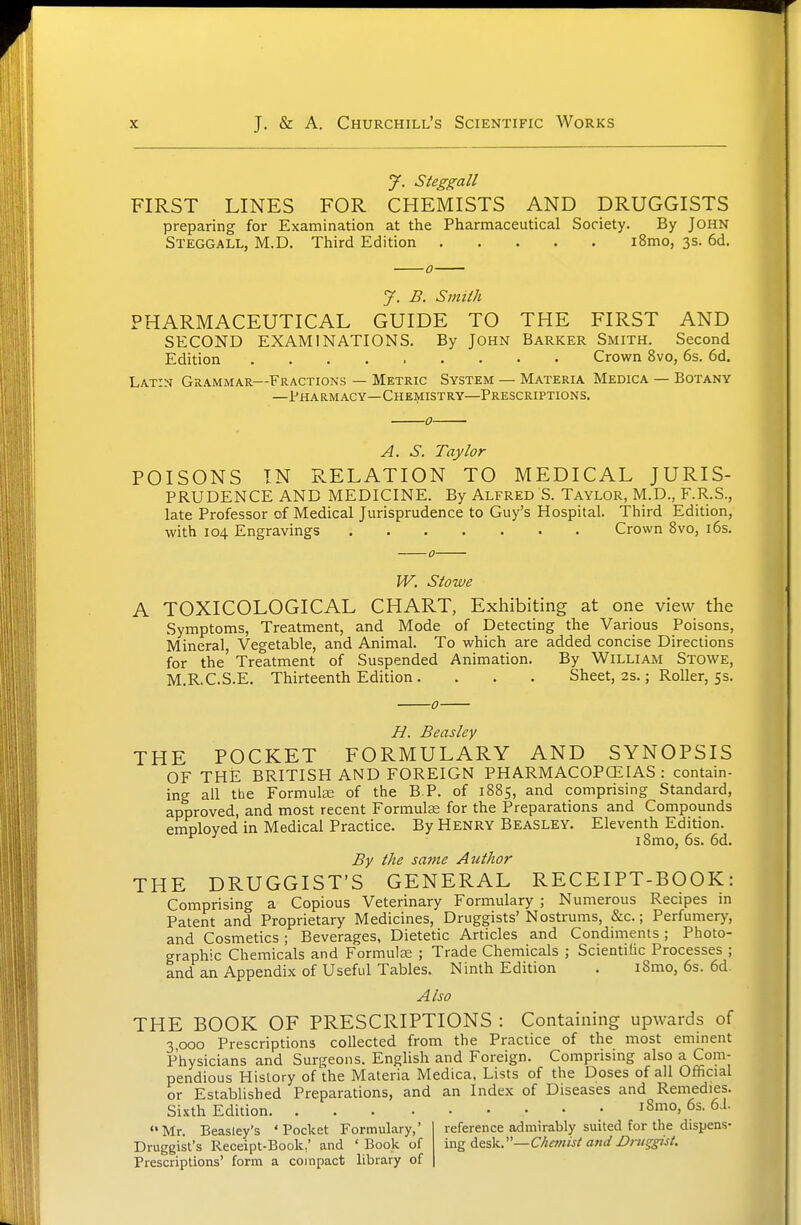 x J. & A. Churchill's Scientific Works
J. Steggall
FIRST LINES FOR CHEMISTS AND DRUGGISTS
preparing for Examination at the Pharmaceutical Society. By John
Steggall, M.D. Third Edition . . . . . 18mo, 3s. 6d.
——o——
J. B. Smith
PHARMACEUTICAL GUIDE TO THE FIRST AND
SECOND EXAMINATIONS. By John Barker Smith. Second
Edition . . . . . . . . . . Crown 8vo, 6s. 6d.
Latin Grammar—Fractions — Metric System — Materia Medica — Botany
—Pharmacy—Chemistry—Prescriptions.
——o——
A. S. Taylor
POISONS IN RELATION TO MEDICAL JURIS-
PRUDENCE AND MEDICINE. By Alfred S. Taylor, M.D., F.R.S.,
late Professor of Medical Jurisprudence to Guy's Hospital. Third Edition,
with 104 Engravings . . . . . . . Crown 8vo, 16s.
——o——
W. Stowe
A TOXICOLOGICAL CHART, Exhibiting at one view the
Symptoms, Treatment, and Mode of Detecting the Various Poisons,
Mineral, Vegetable, and Animal. To which are added concise Directions
for the Treatment of Suspended Animation. By William Stowe,
M.R.C.S.E. Thirteenth Edition . . . . Sheet, 2s.; Roller, 5s.
——o——
H. Beasley
THE POCKET FORMULARY AND SYNOPSIS
OF THE BRITISH AND FOREIGN PHARMACOPŒIAS: contain-
ing all the Formulæ of the B.P. of 1885, and comprising Standard,
approved, and most recent Formulæ for the Preparations and Compounds
employed in Medical Practice. By Henry Beasley. Eleventh Edition.
18mo, 6s. 6d.
By the same Author
THE DRUGGIST'S GENERAL RECEIPT-BOOK:
Comprising a Copious Veterinary Formulary; Numerous Recipes in
Patent and Proprietary Medicines, Druggists' Nostrums, &c.; Perfumery,
and Cosmetics; Beverages, Dietetic Articles and Condiments; Photo-
graphic Chemicals and Formulæ; Trade Chemicals; Scientific Processes;
and an Appendix of Useful Tables. Ninth Edition . 18mo, 6s. 6d.
Also
THE BOOK OF PRESCRIPTIONS: Containing upwards of
3,000 Prescriptions collected from the Practice of the most eminent
Physicians and Surgeons. English and Foreign. Comprising also a Com-
pendious History of the Materia Medica, Lists of the Doses of all Official
or Established Preparations, and an Index of Diseases and Remedies.
Sixth Edition. . . . . . . . . . . 18mo, 6s. 6d.
"Mr. Beasley's 'Pocket Formulary,'
Druggist's Receipt-Book,' and 'Book of
Prescriptions' form a compact library of
reference admirably suited for the dispens-
ing desk."—Chemist and Druggist.